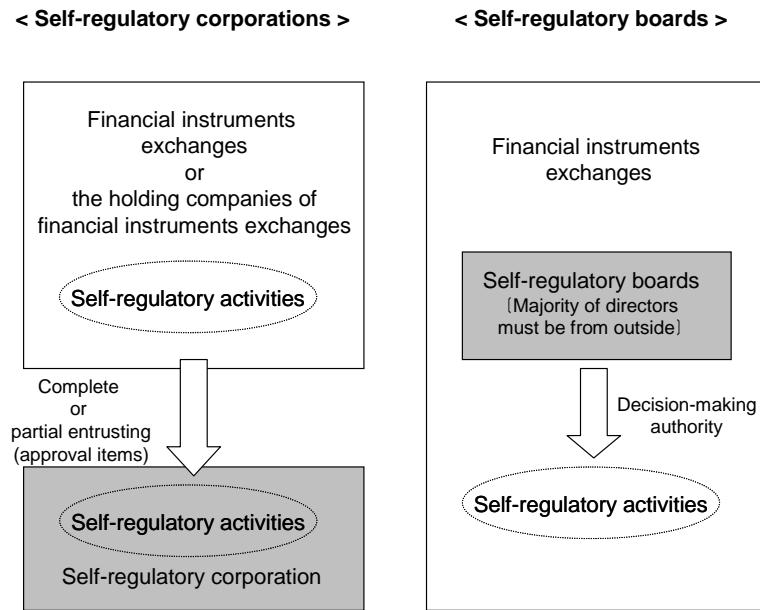 < Self-regulatory corporations >
Financial instruments
exchanges
or
the holding companies of
financial instruments exchanges
Self-regulatory activities
Complete
or
partial entrusting
(approval items)
Self-regulatory activities
Self-regulatory corporation
< Self-regulatory boards >
Financial instruments
exchanges
Self-regulatory boards
[Majority of directors
must be from outside]
Decision-making
authority
Self-regulatory activities